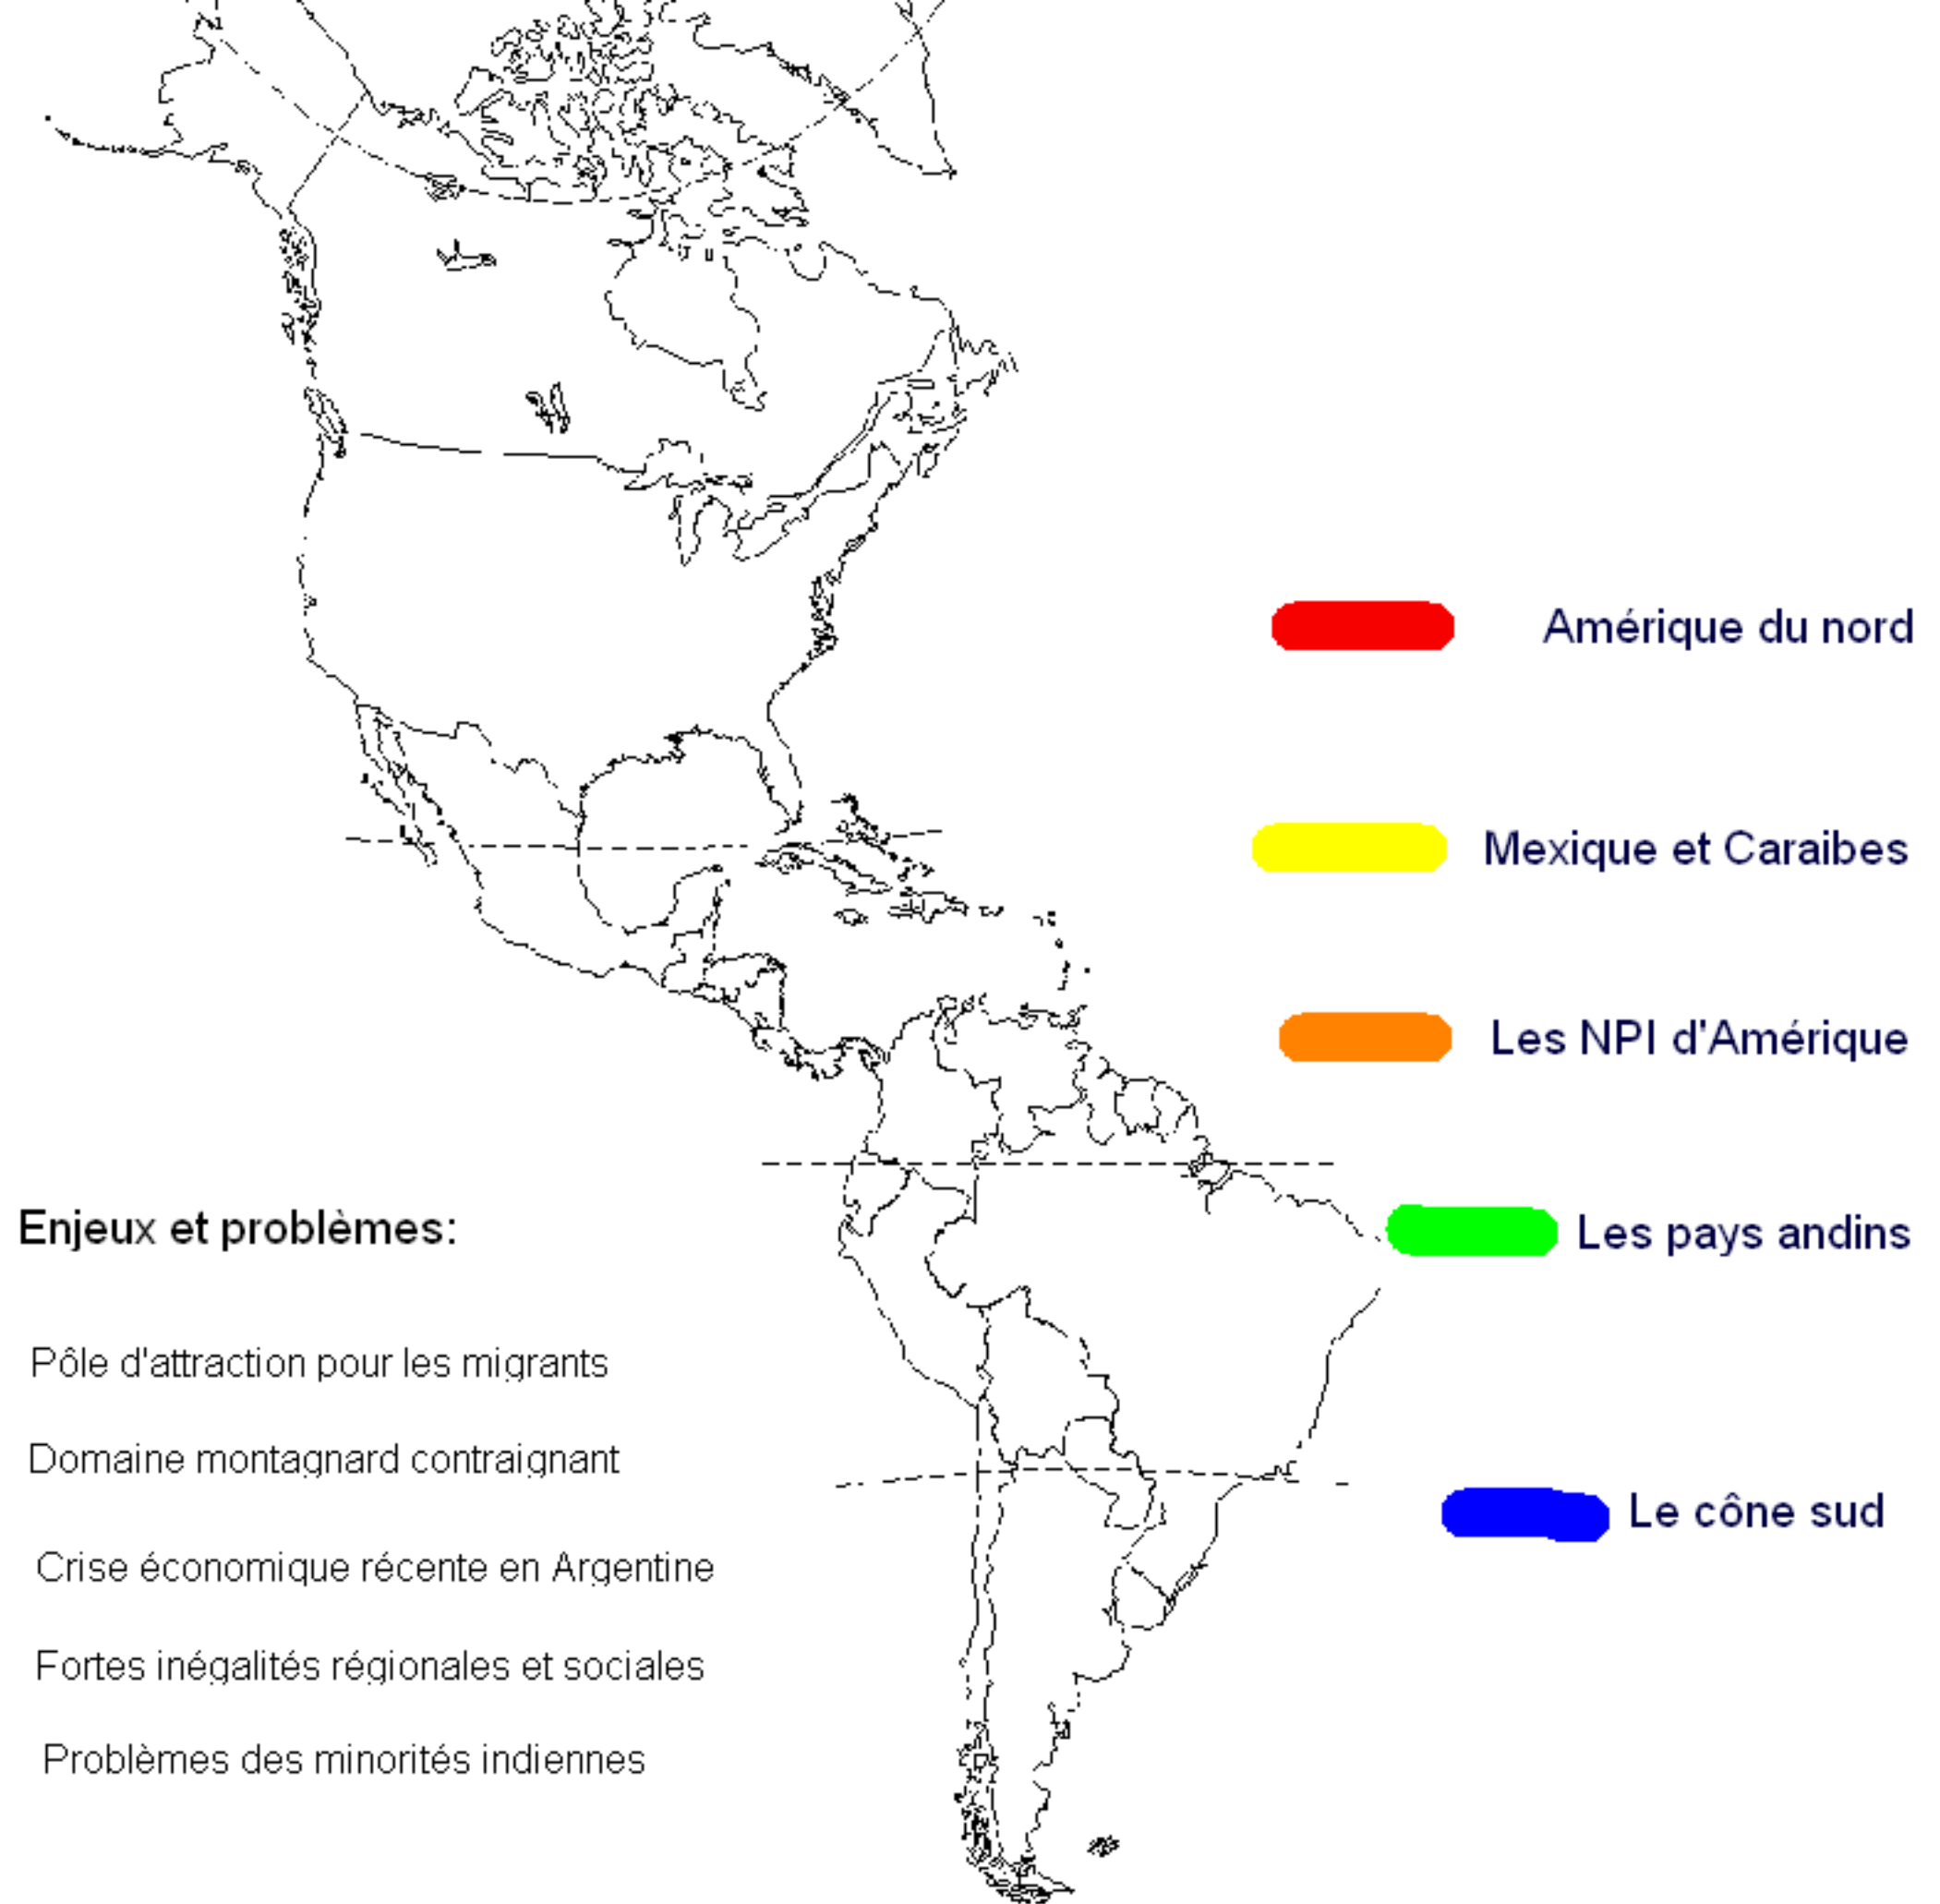 Amérique du nord
Mexique et Caraibes
Les NPI d'Amérique
Les pays andins
Le cône sud
Enjeux et problèmes:
Pôle d'attraction pour les migrants
Domaine montagnard contraignant
Crise économique récente en Argentine
Fortes inégalités régionales et sociales
Problèmes des minorités indiennes